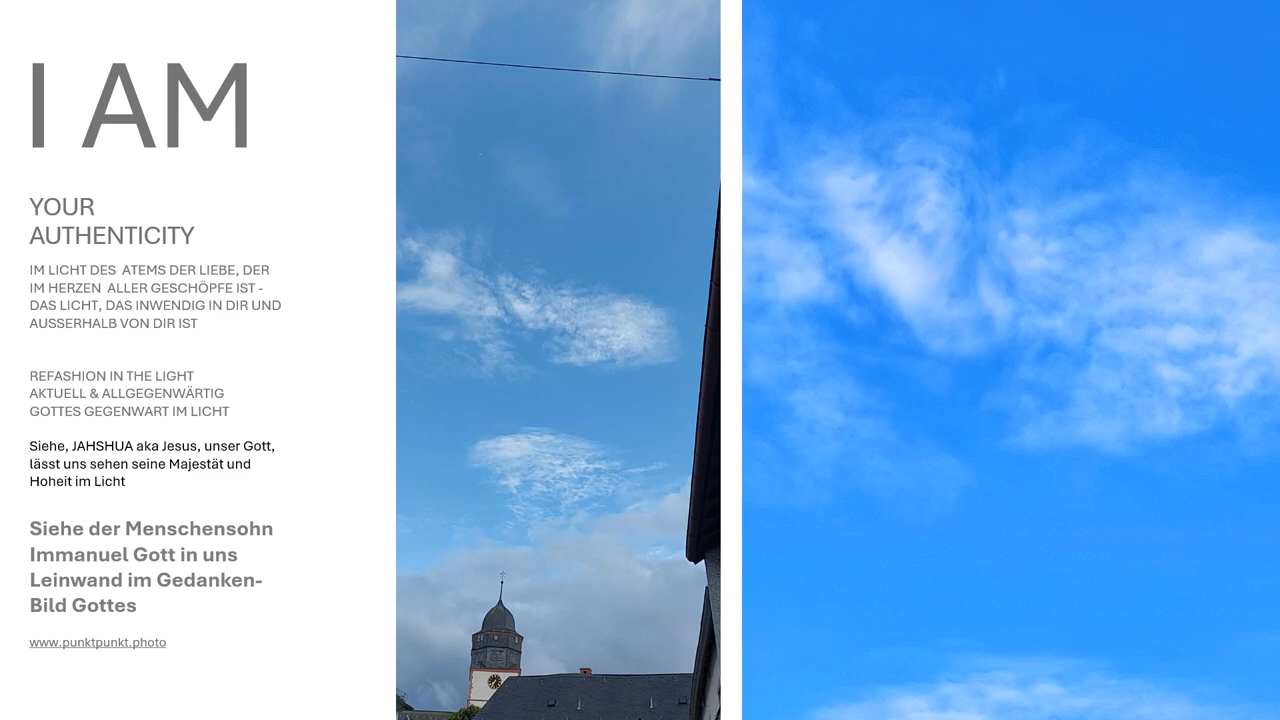 I AM
YOUR
AUTHENTICITY
IM LICHT DES  ATEMS DER LIEBE, DER
IM HERZEN  ALLER GESCHÖPFE IST -
DAS LICHT, DAS INWENDIG IN DIR UND
AUSSERHALB VON DIR IST
REFASHION IN THE LIGHT
AKTUELL & ALLGEGENWÄRTIG
GOTTES GEGENWART IM LICHT
Siehe, JAHSHUA aka Jesus, unser Gott,
lässt uns sehen seine Majestät und
Hoheit im Licht
Siehe der Menschensohn
Immanuel Gott in uns
Leinwand im Gedanken-
Bild Gottes
www.punktpunkt.photo